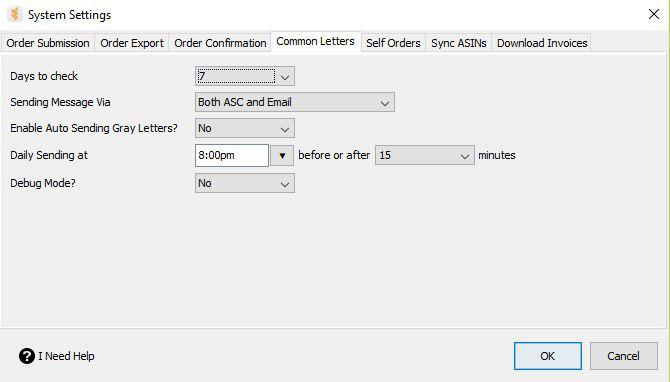 System Settings
Order Submission Order Export Order Confirmation Common Letters Self Orders Sync ASINs Download Invoices
Days to check 7
Sending Message Via Both ASC and Email
Enable Auto Sending Gray Letters? No
Daily Sending at 8:00pm before or after 15 minutes
Debug Mode? No
I Need Help OK Cancel